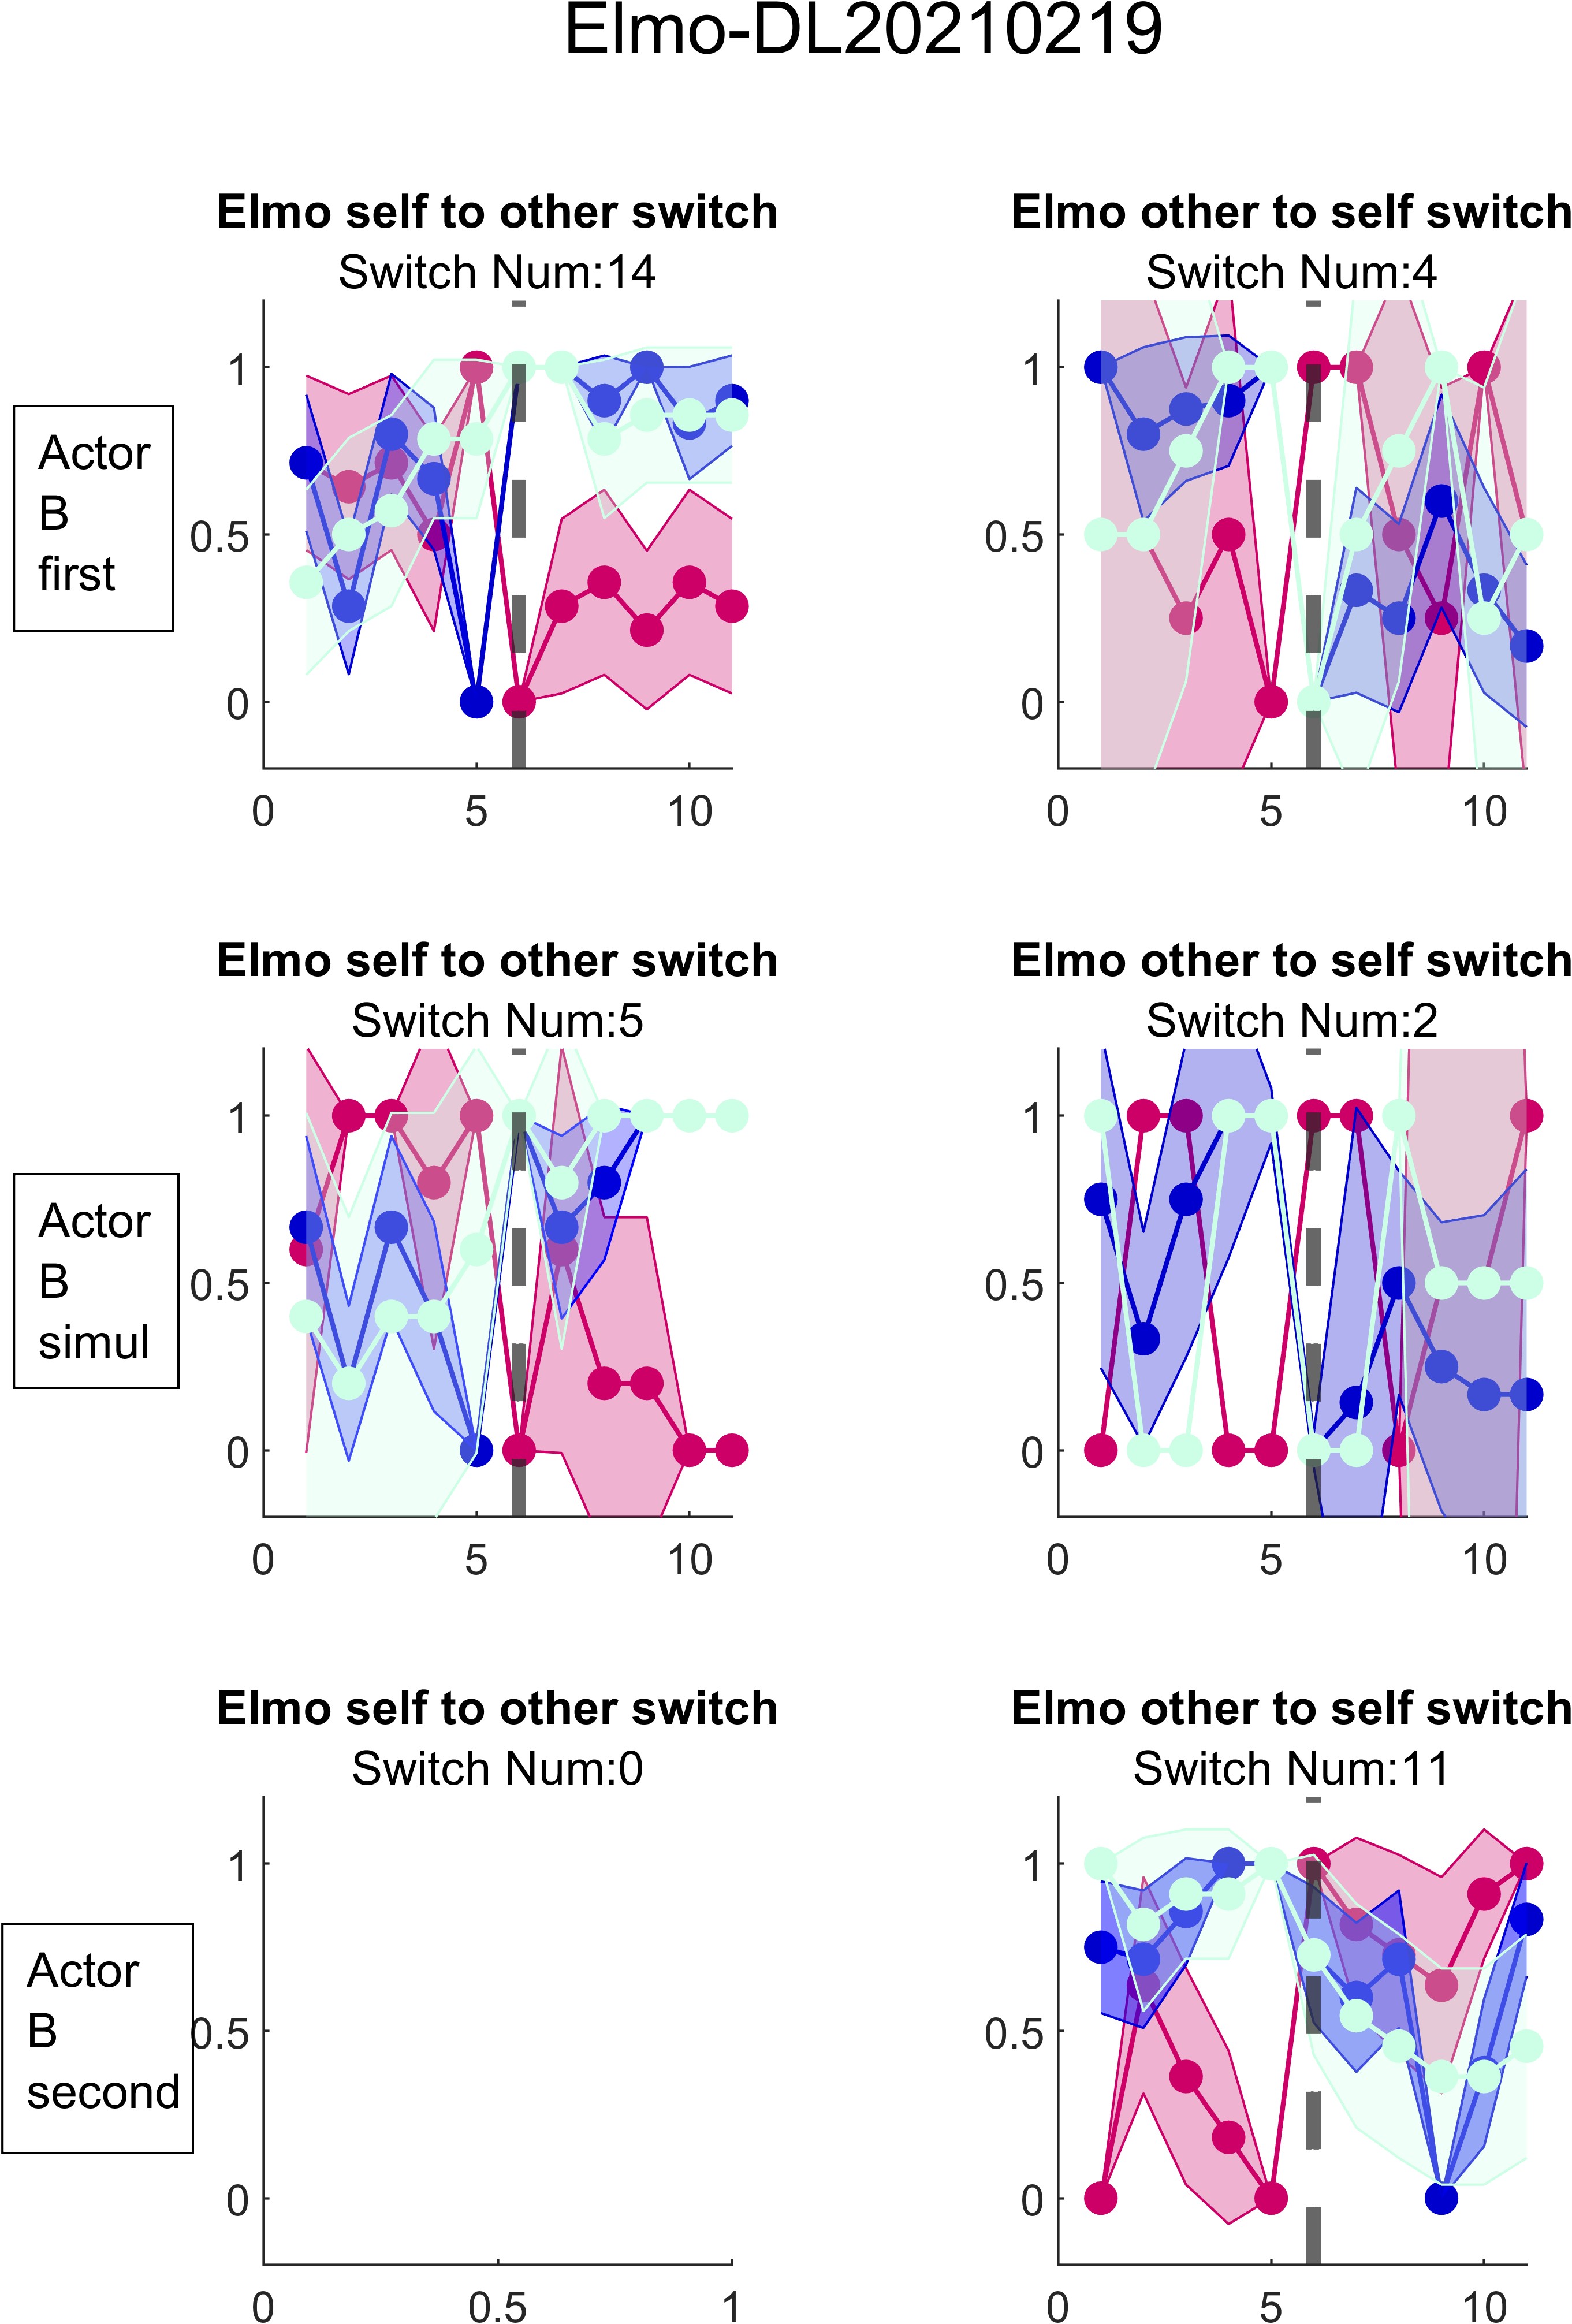 Elmo-DL20210219
Elmo self to other switch
Switch Num:14
Elmo other to self switch
Switch Num:4
Actor
B
first
1
0.5
0
0 5 10
1
0.5
0
0 5 10
Elmo self to other switch
Switch Num:5
Elmo other to self switch
Switch Num:2
Actor
B
simul
1
0.5
0
0 5 10
1
0.5
0
0 5 10
Elmo self to other switch
Switch Num:0
Elmo other to self switch
Switch Num:11
Actor
B
second
1
0.5
0
0 0.5 1
1
0.5
0
0 5 10